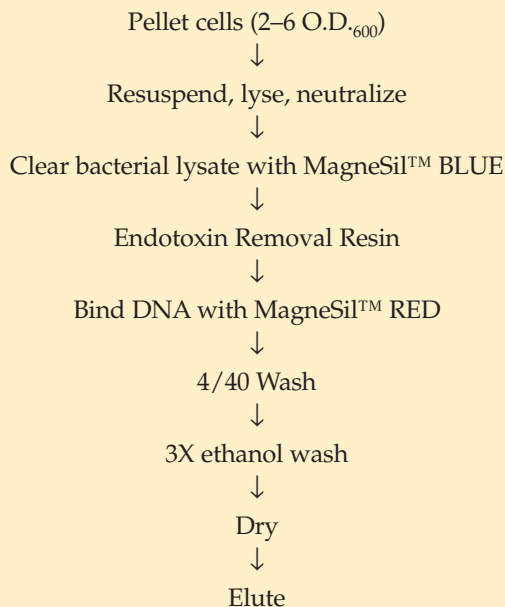 Pellet cells (2–6 O.D.₆₀₀)
↓
Resuspend, lyse, neutralize
↓
Clear bacterial lysate with MagneSil™ BLUE
↓
Endotoxin Removal Resin
↓
Bind DNA with MagneSil™ RED
↓
4/40 Wash
↓
3X ethanol wash
↓
Dry
↓
Elute